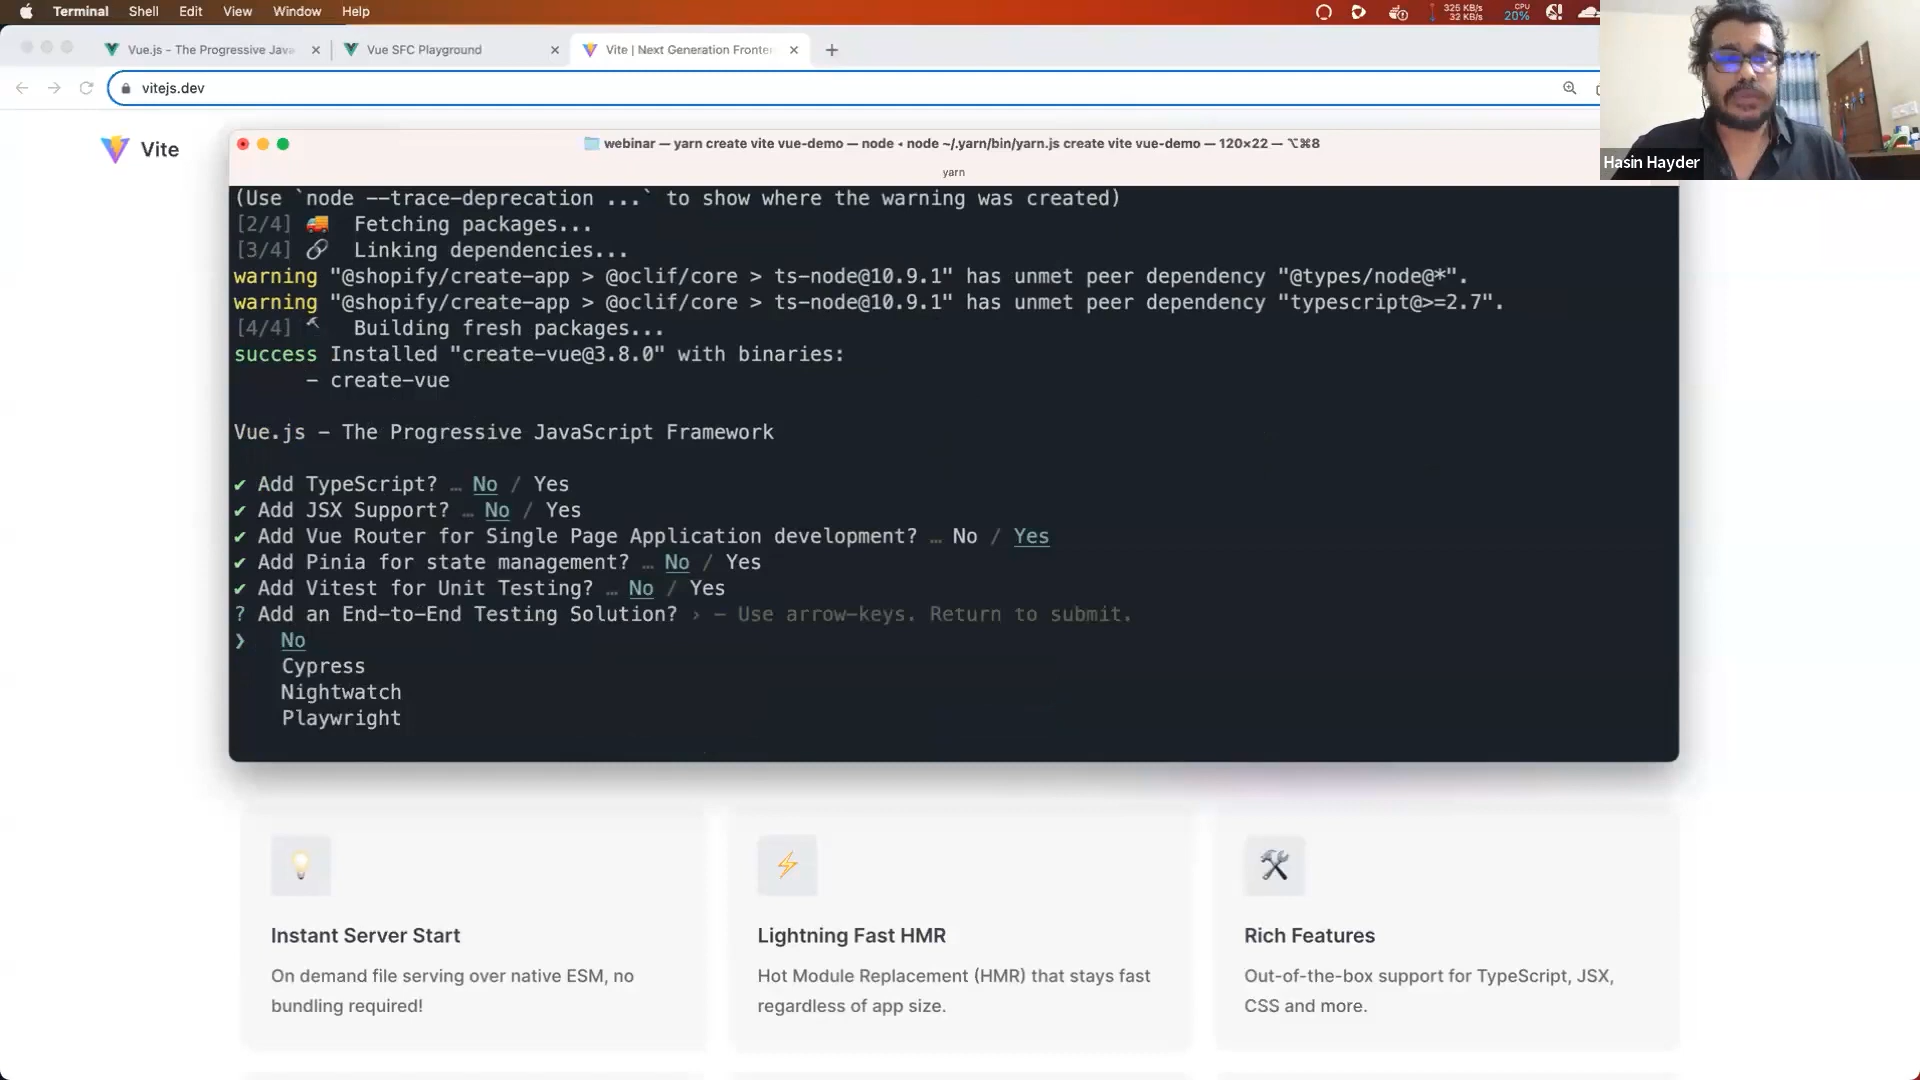 Terminal Shell Edit View Window Help
325 KB/s
32 KB/s
CPU
20%
Vue.js - The Progressive Java
Vue SFC Playground
Vite | Next Generation Fronte
vitejs.dev
Hasin Hayder
Vite
webinar — yarn create vite vue-demo — node ◂ node ~/.yarn/bin/yarn.js create vite vue-demo — 120×22 — ⌥⌘8
yarn
(Use `node --trace-deprecation ...` to show where the warning was created)
[2/4] 🚚 Fetching packages...
[3/4] 🔗 Linking dependencies...
warning "@shopify/create-app > @oclif/core > ts-node@10.9.1" has unmet peer dependency "@types/node@*".
warning "@shopify/create-app > @oclif/core > ts-node@10.9.1" has unmet peer dependency "typescript@>=2.7".
[4/4] 🔨 Building fresh packages...
success Installed "create-vue@3.8.0" with binaries:
- create-vue
Vue.js - The Progressive JavaScript Framework
✔ Add TypeScript? … No / Yes
✔ Add JSX Support? … No / Yes
✔ Add Vue Router for Single Page Application development? … No / Yes
✔ Add Pinia for state management? … No / Yes
✔ Add Vitest for Unit Testing? … No / Yes
? Add an End-to-End Testing Solution? › - Use arrow-keys. Return to submit.
❯ No
Cypress
Nightwatch
Playwright
Instant Server Start
On demand file serving over native ESM, no
bundling required!
Lightning Fast HMR
Hot Module Replacement (HMR) that stays fast
regardless of app size.
Rich Features
Out-of-the-box support for TypeScript, JSX,
CSS and more.